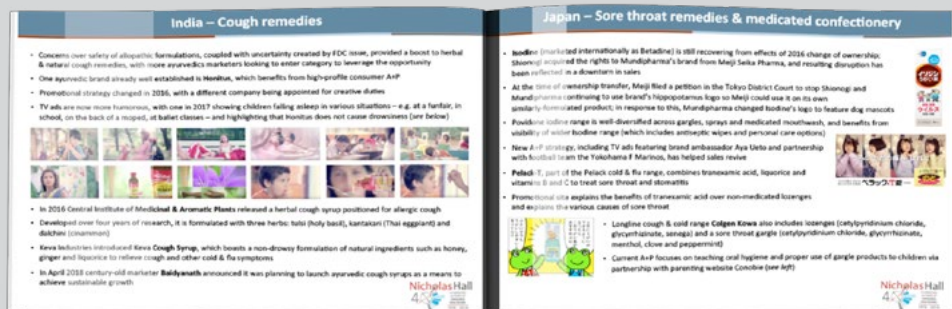 India – Cough remedies
• Concerns over safety of allopathic formulations, coupled with uncertainty created by FDC issue, provided a boost to herbal
& natural cough remedies, with more ayurvedics marketers looking to enter category to leverage the opportunity
• One ayurvedic brand already well established is Honitus, which benefits from high-profile consumer A+P
• Promotional strategy changed in 2016, with a different company being appointed for creative duties
• TV ads are now more humorous, with one in 2017 showing children falling asleep in various situations – e.g. at a funfair, in
school, on the back of a moped, at ballet classes – and highlighting that Honitus does not cause drowsiness (see below)
• In 2016 Central Institute of Medicinal & Aromatic Plants released a herbal cough syrup positioned for allergic cough
• Developed over four years of research, it is formulated with three herbs: tulsi (holy basil), kantakari (Thai eggplant) and
dalchini (cinnamon)
• Keva Industries introduced Keva Cough Syrup, which boasts a non-drowsy formulation of natural ingredients such as honey,
ginger and liquorice to relieve cough and other cold & flu symptoms
• In April 2018 century-old marketer Baidyanath announced it was planning to launch ayurvedic cough syrups as a means to
achieve sustainable growth
Nicholas Hall
Japan – Sore throat remedies & medicated confectionery
• Isodine (marketed internationally as Betadine) is still recovering from effects of 2016 change of ownership;
Shionogi acquired the rights to Mundipharma's brand from Meiji Seika Pharma, and resulting disruption has
been reflected in a downturn in sales
• At the time of ownership transfer, Meiji filed a petition in the Tokyo District Court to stop Shionogi and
Mundipharma continuing to use brand's hippopotamus logo so Meiji could use it on its own
similarly formulated product; in response to this, Mundipharma changed Isodine's logo to feature dog mascots
• Povidone iodine range is well-diversified across gargles, sprays and medicated mouthwash, and benefits from
visibility of wider Isodine range (which includes antiseptic wipes and personal care options)
• New A+P strategy, including TV ads featuring brand ambassador Aya Ueto and partnership
with football team the Yokohama F Marinos, has helped sales revive
• Pelack-T, part of the Pelack cold & flu range, combines tranexamic acid, liquorice and
vitamins B and C to treat sore throat and stomatitis
• Promotional site explains the benefits of tranexamic acid over non-medicated lozenges
and explains the various causes of sore throat
ペラックT錠
• Longline cough & cold range Colgen Kowa also includes lozenges (cetylpyridinium chloride,
glycyrrhizinate, senega) and a sore throat gargle (cetylpyridinium chloride, glycyrrhizinate,
menthol, clove and peppermint)
• Current A+P focuses on teaching oral hygiene and proper use of gargle products to children via
partnership with parenting website Conobie (see left)
Nicholas Hall